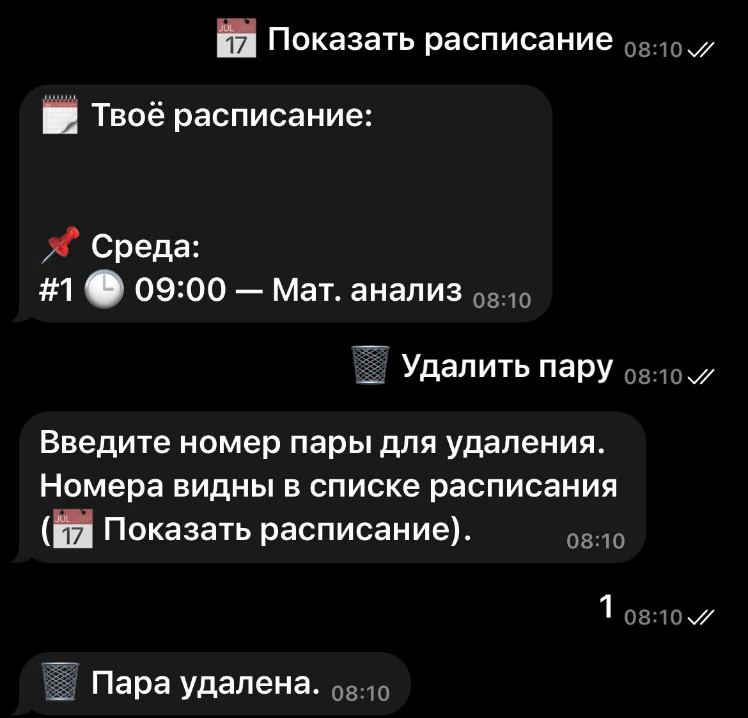 📅 Показать расписание 08:10
🗓 Твоё расписание:
📌 Среда:
#1 🕒 09:00 — Мат. анализ 08:10
🗑 Удалить пару 08:10
Введите номер пары для удаления.
Номера видны в списке расписания
(📅 Показать расписание). 08:10
1 08:10
🗑 Пара удалена. 08:10